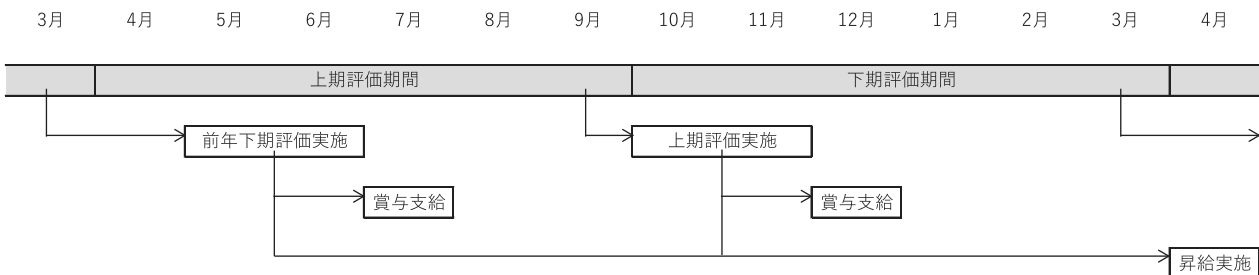 3月 4月 5月 6月 7月 8月 9月 10月 11月 12月 1月 2月 3月 4月
上期評価期間 下期評価期間
前年下期評価実施 上期評価実施
賞与支給 賞与支給
昇給実施